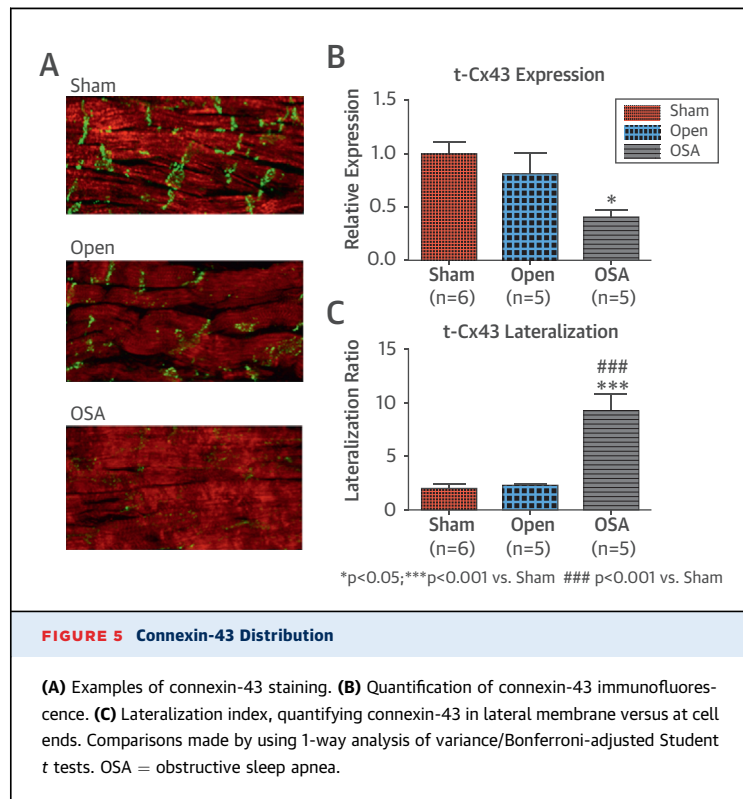 A
Sham
Open
OSA
B
t-Cx43 Expression
Sham
Open
OSA
Relative Expression
1.5
1.0
0.5
0.0
*
Sham Open OSA
(n=6) (n=5) (n=5)
C
t-Cx43 Lateralization
Lateralization Ratio
15
10
5
0
###
***
Sham Open OSA
(n=6) (n=5) (n=5)
*p<0.05;***p<0.001 vs. Sham ### p<0.001 vs. Sham
FIGURE 5 Connexin-43 Distribution
(A) Examples of connexin-43 staining. (B) Quantification of connexin-43 immunofluores-
cence. (C) Lateralization index, quantifying connexin-43 in lateral membrane versus at cell
ends. Comparisons made by using 1-way analysis of variance/Bonferroni-adjusted Student
t tests. OSA = obstructive sleep apnea.